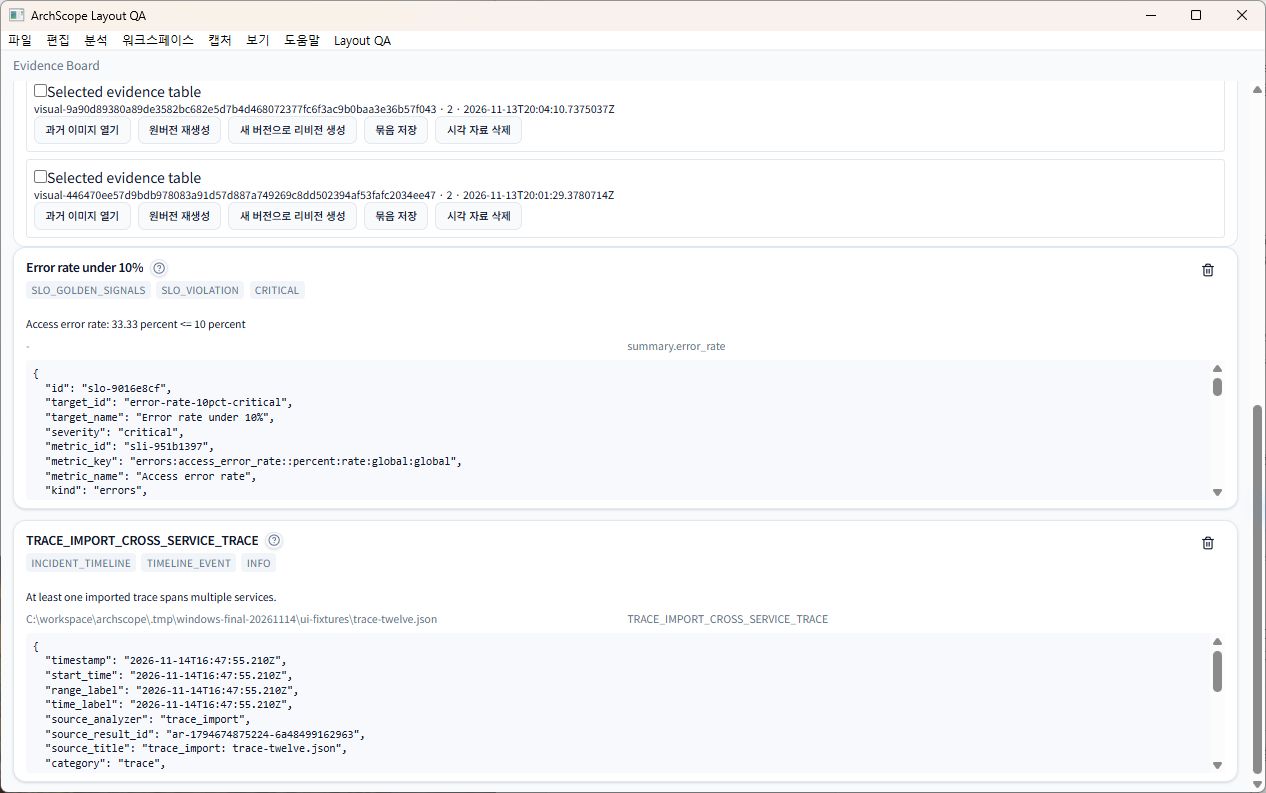 ArchScope Layout QA
파일 편집 분석 워크스페이스 캡처 보기 도움말 Layout QA
Evidence Board
Selected evidence table
visual-9a90d89380a89de3582bc682e5d7b4d468072377fc6f3ac9b0baa3e36b57f043 · 2 · 2026-11-13T20:04:10.7375037Z
과거 이미지 열기 원버전 재생성 새 버전으로 리비전 생성 묶음 저장 시각 자료 삭제
Selected evidence table
visual-446470ee57d9bdb978083a91d57d887a749269c8dd502394af53fafc2034ee47 · 2 · 2026-11-13T20:01:29.3780714Z
과거 이미지 열기 원버전 재생성 새 버전으로 리비전 생성 묶음 저장 시각 자료 삭제
Error rate under 10% ?
SLO_GOLDEN_SIGNALS SLO_VIOLATION CRITICAL
Access error rate: 33.33 percent <= 10 percent
- summary.error_rate
{
"id": "slo-9016e8cf",
"target_id": "error-rate-10pct-critical",
"target_name": "Error rate under 10%",
"severity": "critical",
"metric_id": "sli-951b1397",
"metric_key": "errors:access_error_rate::percent:rate:global:global",
"metric_name": "Access error rate",
"kind": "errors",
TRACE_IMPORT_CROSS_SERVICE_TRACE ?
INCIDENT_TIMELINE TIMELINE_EVENT INFO
At least one imported trace spans multiple services.
C:\workspace\archscope\.tmp\windows-final-20261114\ui-fixtures\trace-twelve.json TRACE_IMPORT_CROSS_SERVICE_TRACE
{
"timestamp": "2026-11-14T16:47:55.210Z",
"start_time": "2026-11-14T16:47:55.210Z",
"range_label": "2026-11-14T16:47:55.210Z",
"time_label": "2026-11-14T16:47:55.210Z",
"source_analyzer": "trace_import",
"source_result_id": "ar-1794674875224-6a48499162963",
"source_title": "trace_import: trace-twelve.json",
"category": "trace",